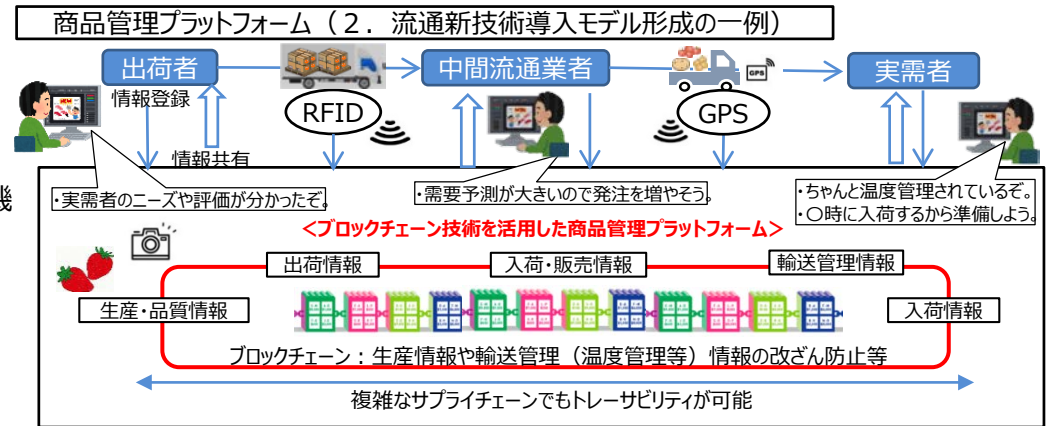 商品管理プラットフォーム（２．流通新技術導入モデル形成の一例）
出荷者
中間流通業者
実需者
情報登録
RFID
GPS
GPS
情報共有
機
・実需者のニーズや評価が分かったぞ。
・需要予測が大きいので発注を増やそう。
・ちゃんと温度管理されているぞ。
・〇時に入荷するから準備しよう。
＜ブロックチェーン技術を活用した商品管理プラットフォーム＞
出荷情報
入荷・販売情報
輸送管理情報
生産・品質情報
入荷情報
ブロックチェーン：生産情報や輸送管理（温度管理等）情報の改ざん防止等
複雑なサプライチェーンでもトレーサビリティが可能